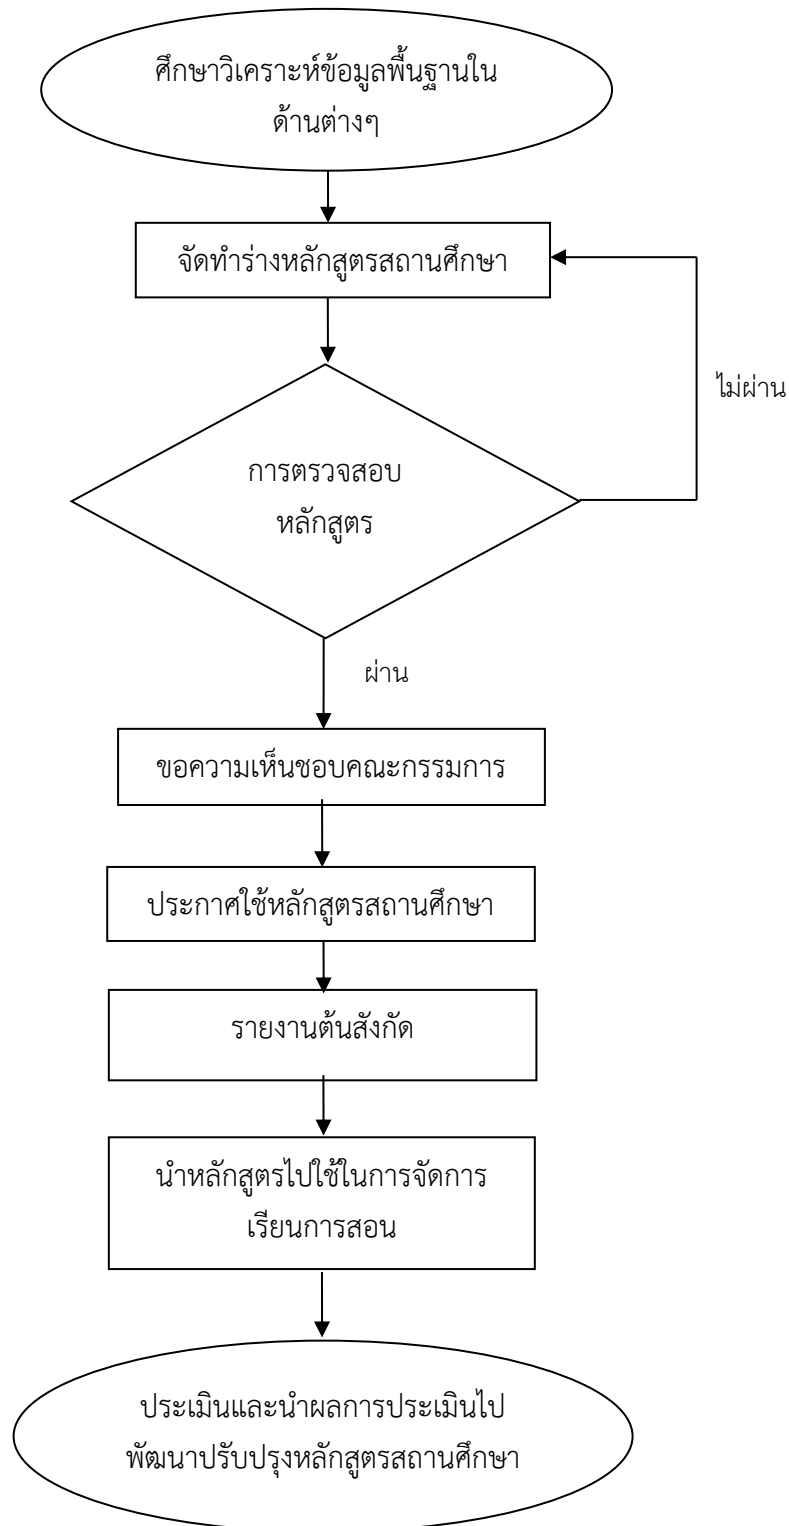 ศึกษาวิเคราะห์ข้อมูลพื้นฐานใน
ด้านต่างๆ
จัดทำร่างหลักสูตรสถานศึกษา
ไม่ผ่าน
การตรวจสอบ
หลักสูตร
ผ่าน
ขอความเห็นชอบคณะกรรมการ
ประกาศใช้หลักสูตรสถานศึกษา
รายงานต้นสังกัด
นำหลักสูตรไปใช้ในการจัดการ
เรียนการสอน
ประเมินและนำผลการประเมินไป
พัฒนาปรับปรุงหลักสูตรสถานศึกษา